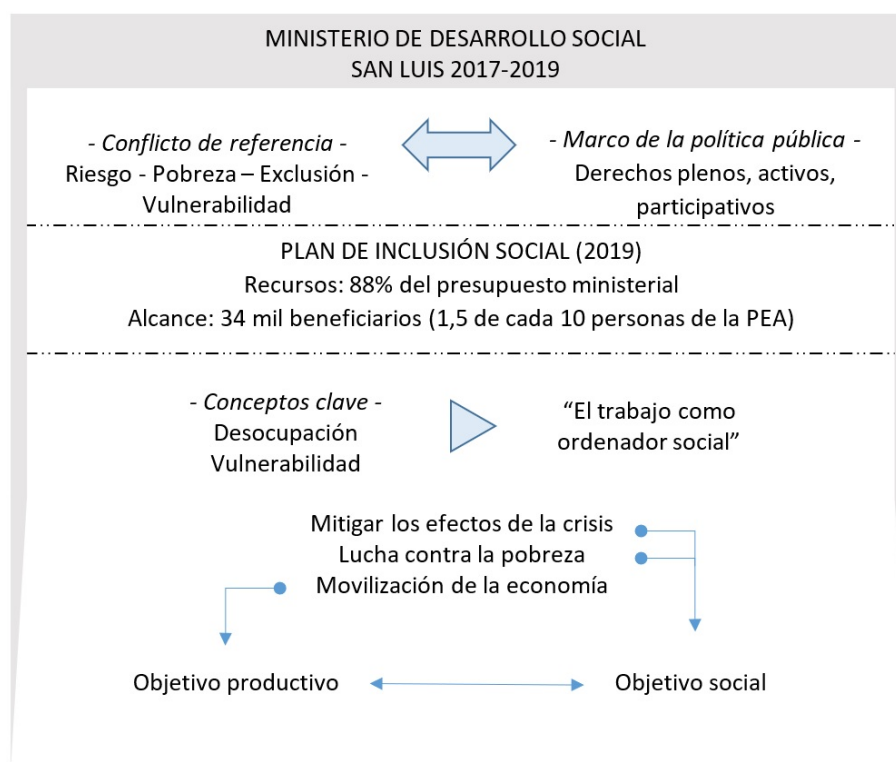 MINISTERIO DE DESARROLLO SOCIAL
SAN LUIS 2017-2019
- Conflicto de referencia -
Riesgo - Pobreza – Exclusión -
Vulnerabilidad
- Marco de la política pública -
Derechos plenos, activos,
participativos
PLAN DE INCLUSIÓN SOCIAL (2019)
Recursos: 88% del presupuesto ministerial
Alcance: 34 mil beneficiarios (1,5 de cada 10 personas de la PEA)
- Conceptos clave -
Desocupación
Vulnerabilidad
“El trabajo como
ordenador social”
Mitigar los efectos de la crisis
Lucha contra la pobreza
Movilización de la economía
Objetivo productivo
Objetivo social